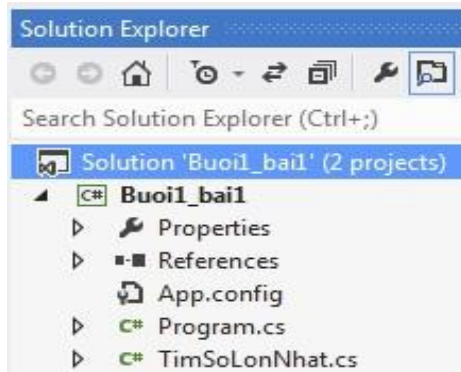 Solution Explorer
Search Solution Explorer (Ctrl+;)
Solution 'Buoi1_bai1' (2 projects)
C# Buoi1_bai1
Properties
References
App.config
C# Program.cs
C# TimSoLonNhat.cs